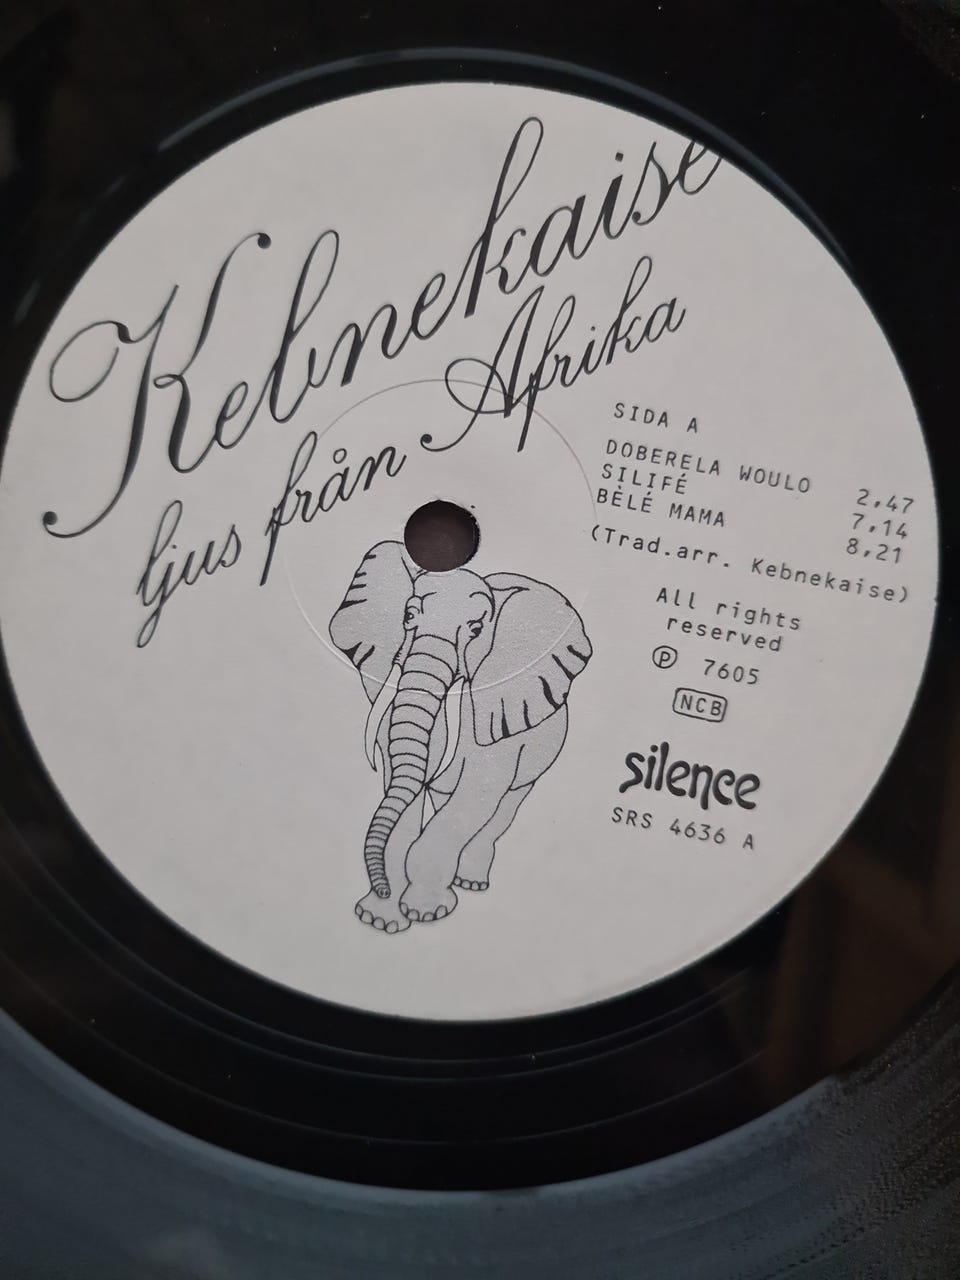 Kebnekaise
ljus från Afrika
SIDA A
DOBERELA WOULO 2,47
SILIFÉ 7,14
BÈLÉ MAMA 8,21
(Trad.arr. Kebnekaise)
All rights
reserved
Ⓟ 7605
NCB
silence
SRS 4636 A